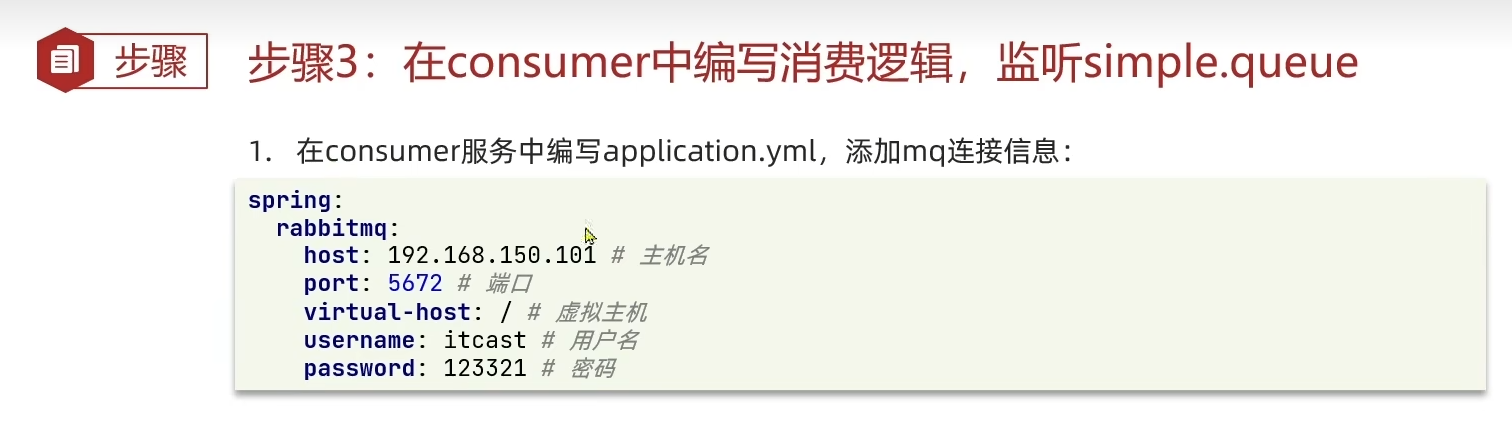 步骤
步骤3：在consumer中编写消费逻辑，监听simple.queue
1. 在consumer服务中编写application.yml，添加mq连接信息：
spring:
  rabbitmq:
    host: 192.168.150.101 # 主机名
    port: 5672 # 端口
    virtual-host: / # 虚拟主机
    username: itcast # 用户名
    password: 123321 # 密码